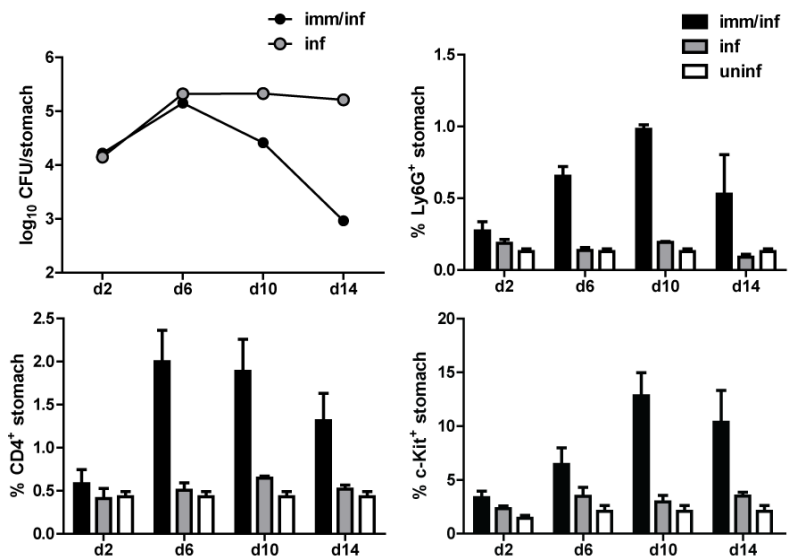 imm/inf
inf
log10 CFU/stomach
6
5
4
3
2
d2 d6 d10 d14
imm/inf
inf
uninf
% Ly6G+ stomach
1.5
1.0
0.5
0.0
d2 d6 d10 d14
% CD4+ stomach
2.5
2.0
1.5
1.0
0.5
0.0
d2 d6 d10 d14
% c-Kit+ stomach
20
15
10
5
0
d2 d6 d10 d14